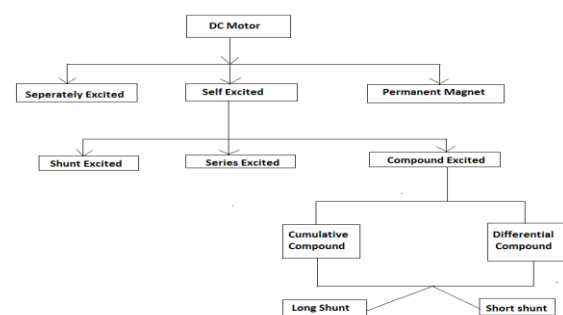 DC Motor
Seperately Excited
Self Excited
Permanent Magnet
Shunt Excited
Series Excited
Compound Excited
Cumulative
Compound
Differential
Compound
Long Shunt
Short shunt